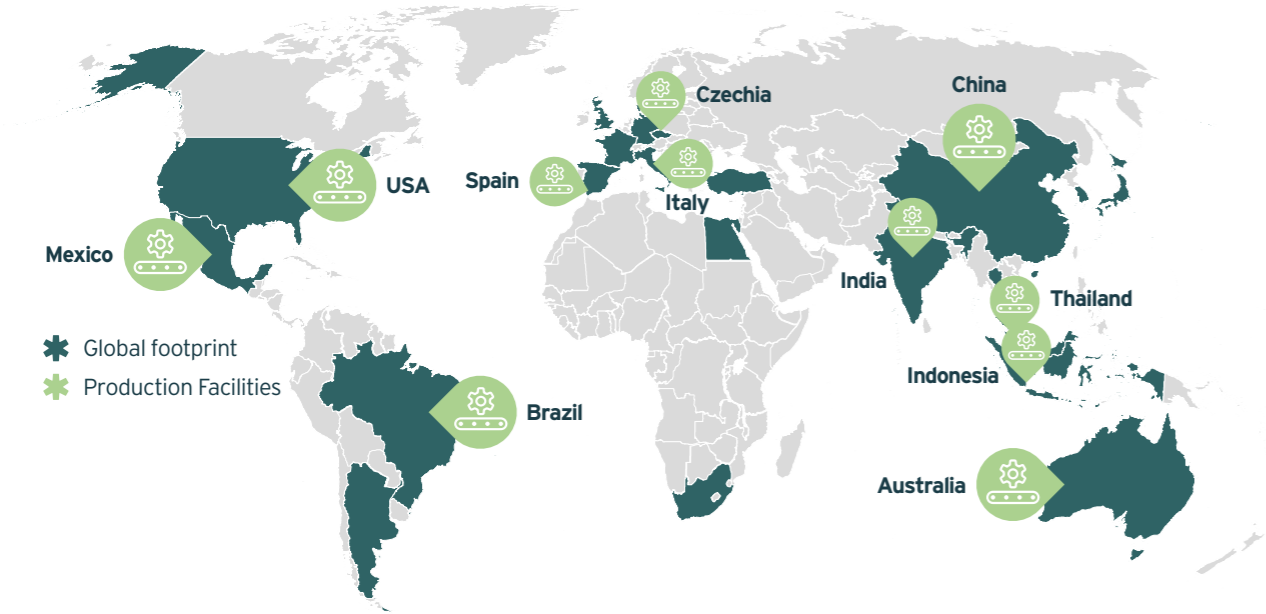 China
Czechia
Spain
USA
Italy
Mexico
India
Thailand
Global footprint
Indonesia
Production Facilities
Brazil
Australia